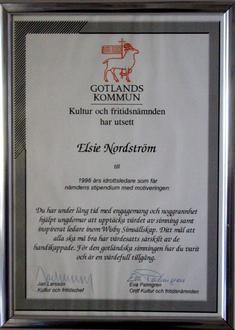 GOTLANDS
KOMMUN
Kultur och fritidsnämnden
har utsett
Elsie Nordström
till
1996 års idrottsledare som får
nämdens stipendium med motiveringen:
Du har under lång tid med engagemang och noggrannhet
hjälpt ungdomar att upptäcka värdet av simning samt
inspirerat ledare inom Wisby Simsällskap. Ditt mål att
alla ska må bra har värdesatts särskilt av de
handikappade. För den gotländska simningen har du varit
och är en värdefull tillgång.
Jan Larsson
Kultur och fritidschef
Eva Palmgren
Ordf Kultur och fritidsnämnden